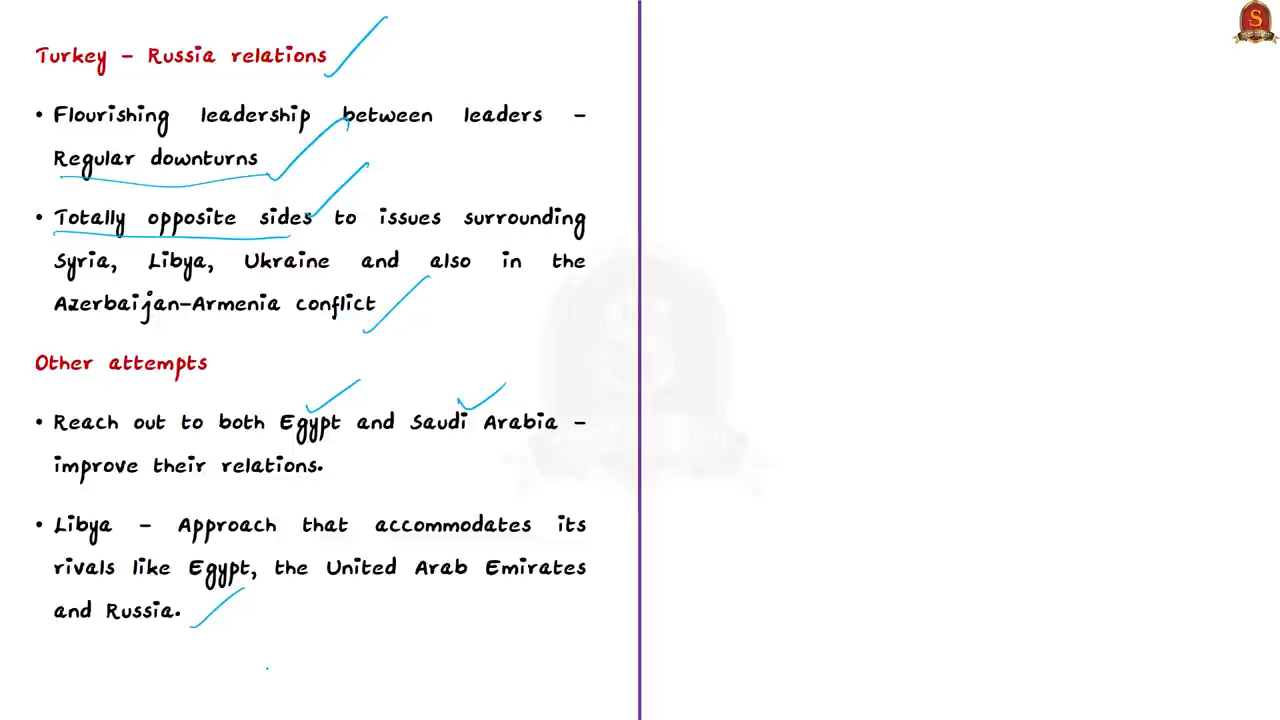 Turkey – Russia relations
• Flourishing leadership between leaders –
Regular downturns
• Totally opposite sides to issues surrounding
Syria, Libya, Ukraine and also in the
Azerbaijan-Armenia conflict
Other attempts
• Reach out to both Egypt and Saudi Arabia –
improve their relations.
• Libya – Approach that accommodates its
rivals like Egypt, the United Arab Emirates
and Russia.